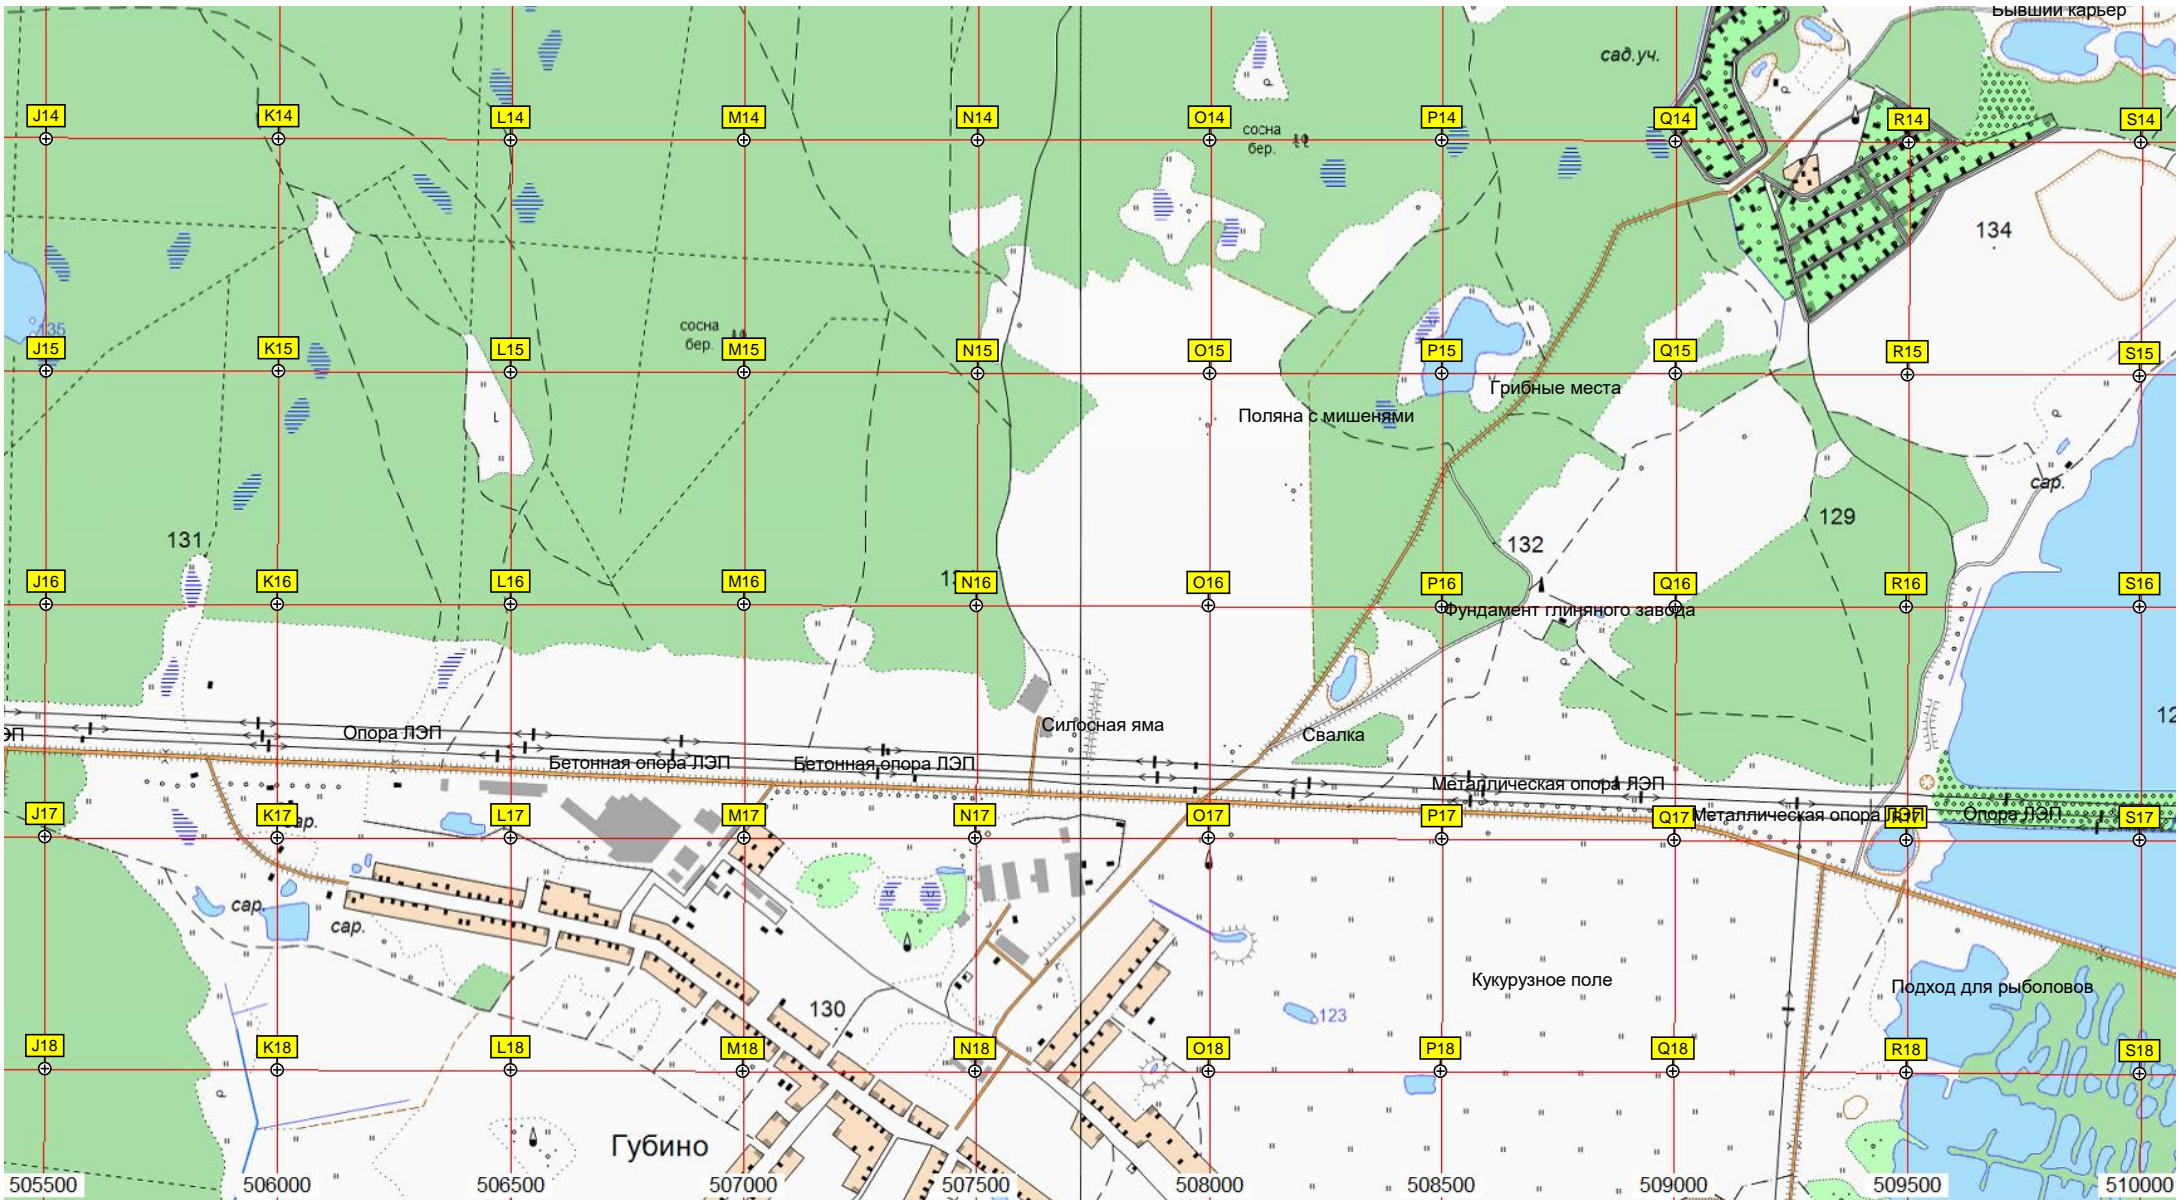 Бывший карьер
сад.уч.
J14 K14 L14 M14 N14 O14 P14 Q14 R14 S14
сосна
бер.
134
135
сосна
бер.
J15 K15 L15 M15 N15 O15 P15 Q15 R15 S15
Грибные места
Поляна с мишенями
сар.
129
131
132
J16 K16 L16 M16 N16 O16 P16 Q16 R16 S16
Фундамент глиняного завода
Силосная яма
Опора ЛЭП
Свалка
Бетонная опора ЛЭП
Бетонная опора ЛЭП
Металлическая опора ЛЭП
J17 K17 L17 M17 N17 O17 P17 Q17 R17 S17
Металлическая опора ЛЭП
Опора ЛЭП
сар.
сар.
Кукурузное поле
Подход для рыболовов
130
123
J18 K18 L18 M18 N18 O18 P18 Q18 R18 S18
Губино
505500 506000 506500 507000 507500 508000 508500 509000 509500 510000